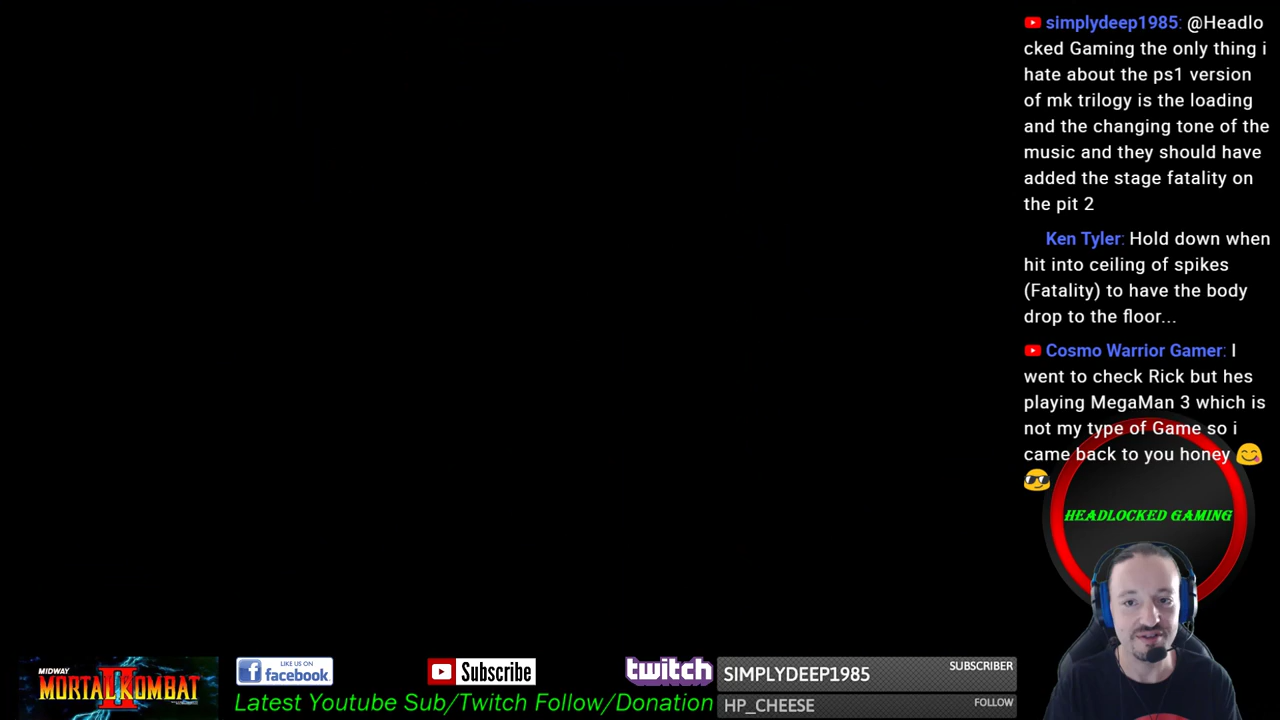 simplydeep1985: @Headlo
cked Gaming the only thing i
hate about the ps1 version
of mk trilogy is the loading
and the changing tone of the
music and they should have
added the stage fatality on
the pit 2
Ken Tyler: Hold down when
hit into ceiling of spikes
(Fatality) to have the body
drop to the floor...
Cosmo Warrior Gamer: I
went to check Rick but hes
playing MegaMan 3 which is
not my type of Game so i
came back to you honey 😋
😎
HEADLOCKED GAMING
MIDWAY
MORTAL KOMBAT
II
LIKE US ON
facebook
Subscribe
twitch
SIMPLYDEEP1985
SUBSCRIBER
Latest Youtube Sub/Twitch Follow/Donation
HP_CHEESE
FOLLOW